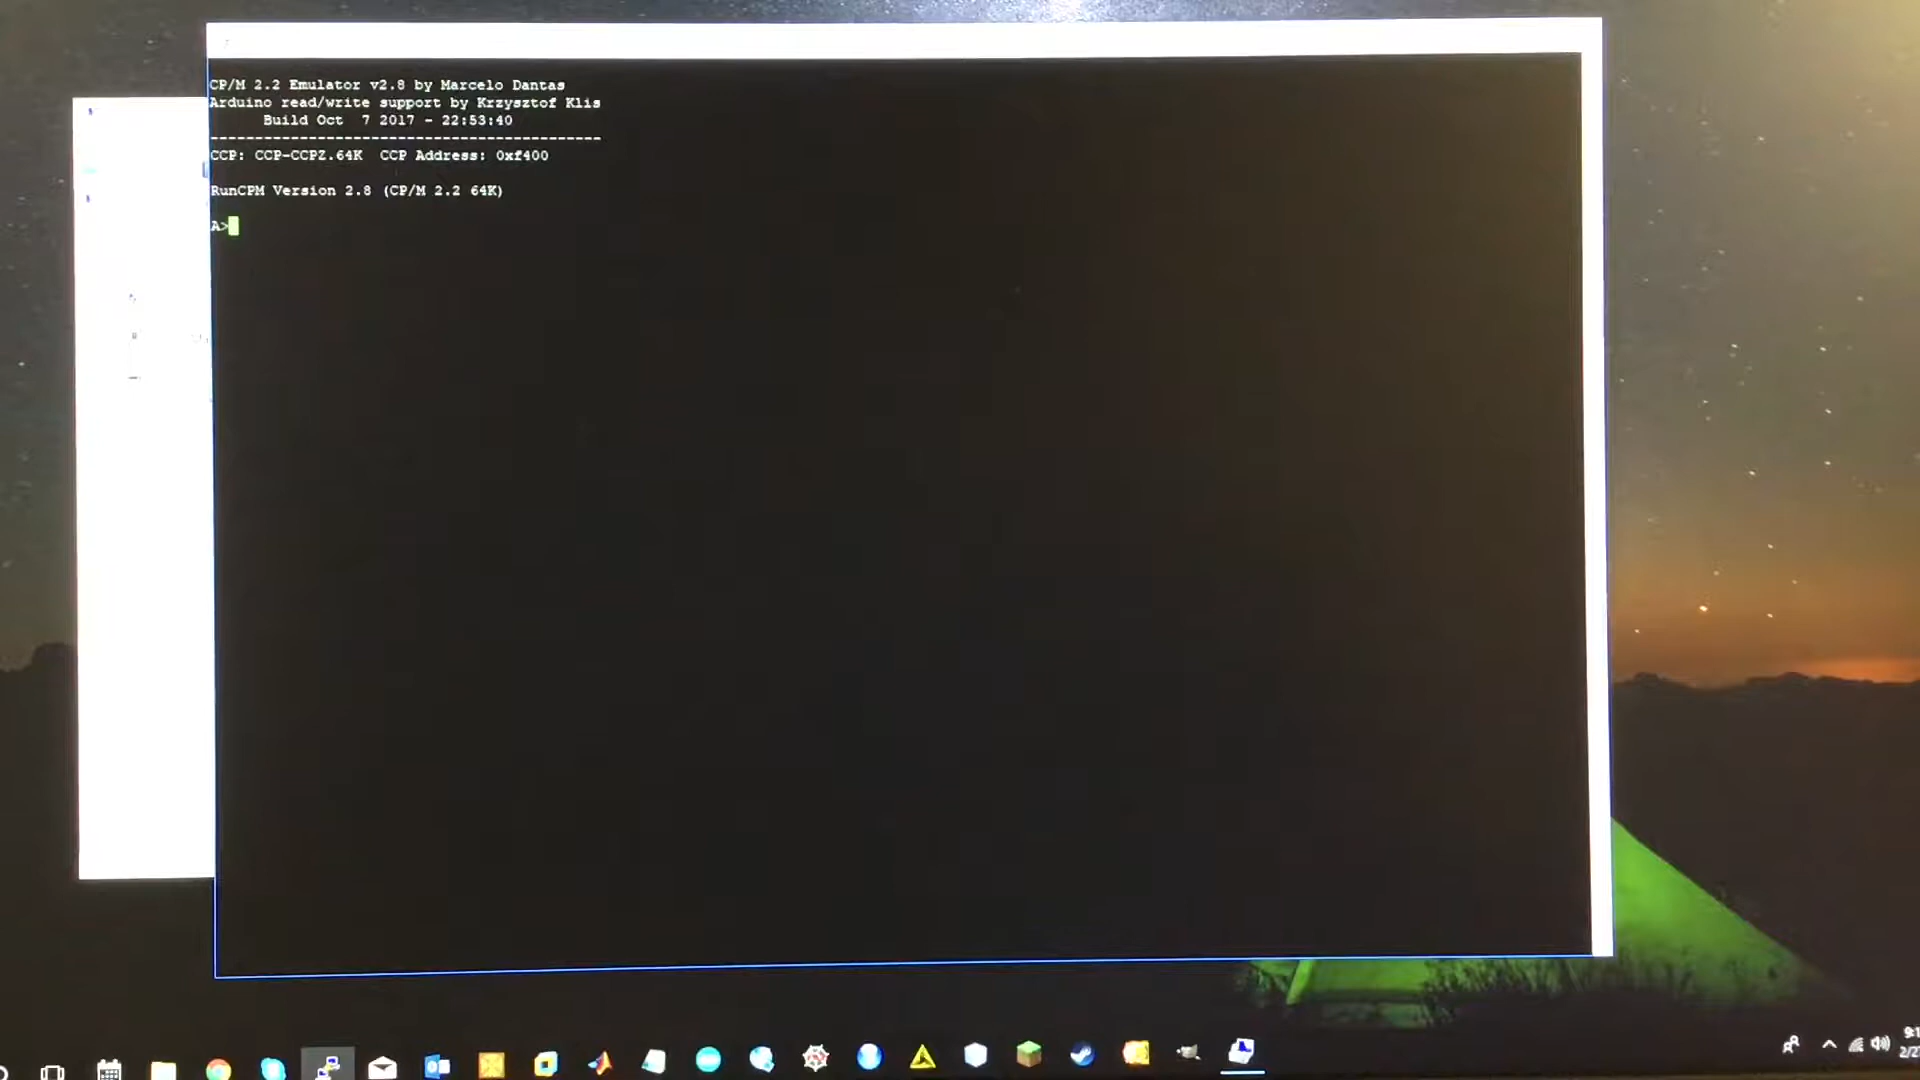 CP/M 2.2 Emulator v2.8 by Marcelo Dantas
Arduino read/write support by Krzysztof Klis
Build Oct 7 2017 - 22:53:40
--------------------------------------------
CCP: CCP-CCPZ.64K CCP Address: 0xf400
RunCPM Version 2.8 (CP/M 2.2 64K)
A>